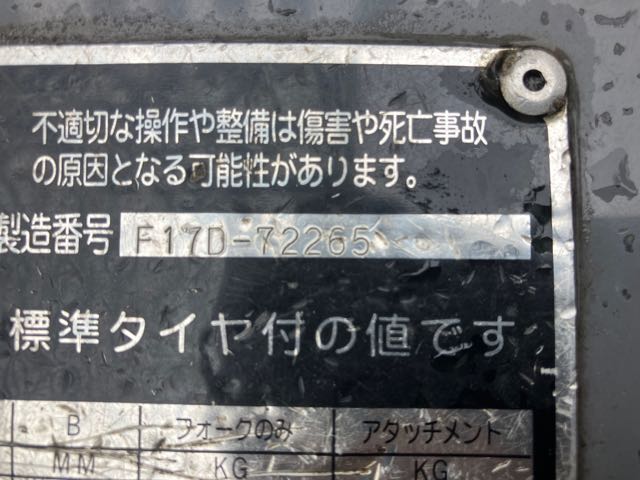 不適切な操作や整備は傷害や死亡事故
の原因となる可能性があります。
製造番号 F17D-72265
標準タイヤ付の値です
B フォークのみ アタッチメント
MM KG KG